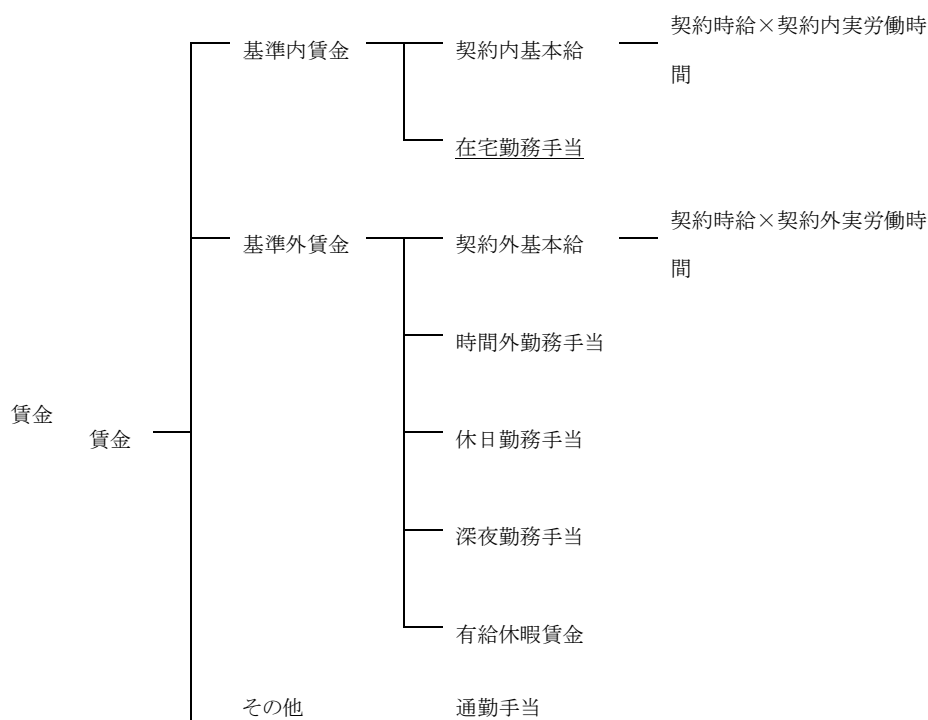 契約時給×契約内実労働時
間
基準内賃金
契約内基本給
在宅勤務手当
契約時給×契約外実労働時
間
基準外賃金
契約外基本給
時間外勤務手当
賃金
賃金
休日勤務手当
深夜勤務手当
有給休暇賃金
その他
通勤手当